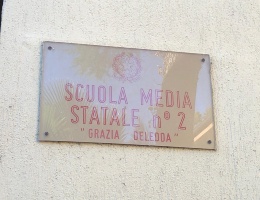 SCUOLA MEDIA
STATALE n° 2
"GRAZIA DELEDDA"